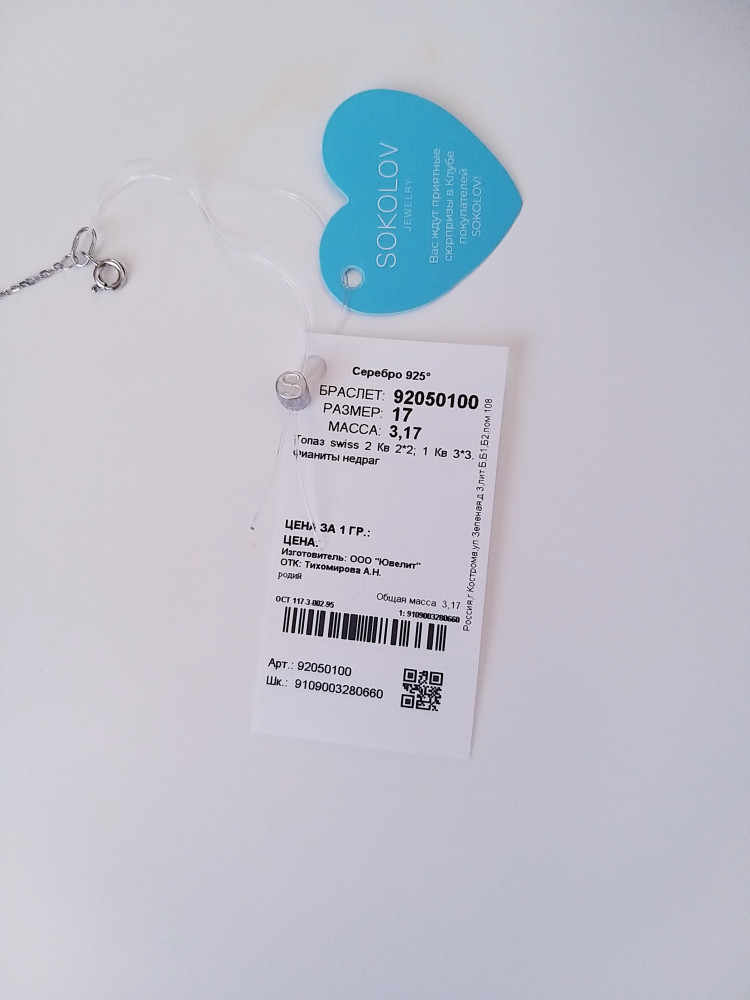 SOKOLOV
JEWELRY
Вас ждут приятные
сюрпризы в Клубе
покупателей
SOKOLOV!
S
Серебро 925°
БРАСЛЕТ: 92050100
РАЗМЕР: 17
МАССА: 3,17
Топаз swiss 2 Кв 2*2; 1 Кв 3*3.
Фианиты недраг
ЦЕНА ЗА 1 ГР.:
ЦЕНА:
Изготовитель: ООО "Ювелит"
ОТК: Тихомирова А.Н.
родий
Общая масса 3,17
ОСТ 117-3-002-95
1: 9109003280660
Арт.: 92050100
Шк.: 9109003280660
Россия,г Кострома,ул Зеленая,д 3,лит Б,Б1,Б2,пом 108